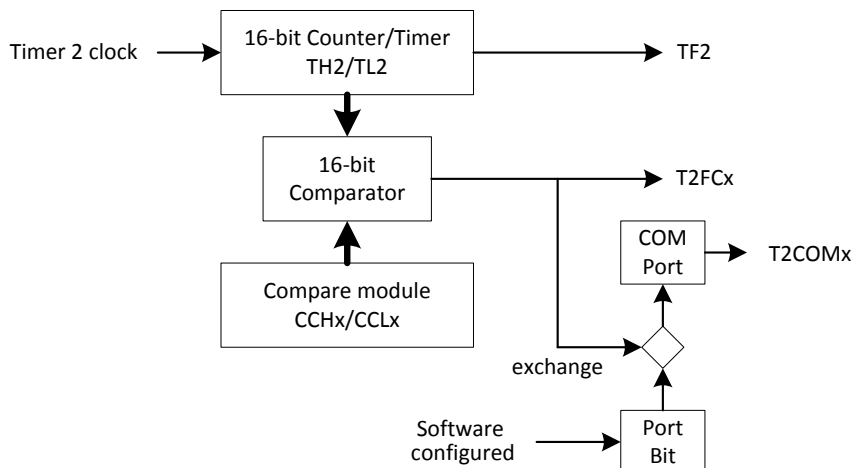 16-bit Counter/Timer
TH2/TL2
Timer 2 clock
TF2
16-bit
Comparator
T2FCx
COM
Port
T2COMx
Compare module
CCHx/CCLx
exchange
Software
configured
Port
Bit